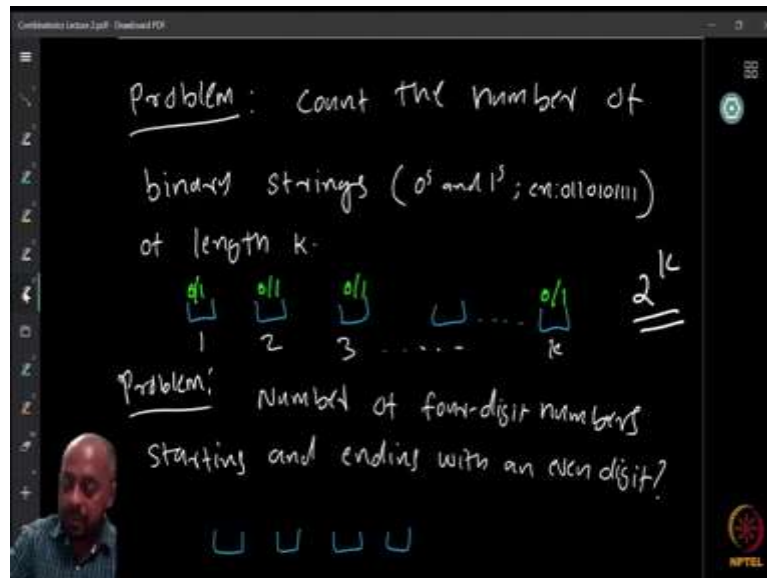 Combinatorics Lecture 2.pdf - Drawboard PDF
Problem: Count the number of
binary strings (0s and 1s ; ex: 0110101111)
of length k.
0/1 0/1 0/1 0/1
2^k
1 2 3 ...... k
Problem: Number of four-digit numbers
starting and ending with an even digit?
NPTEL